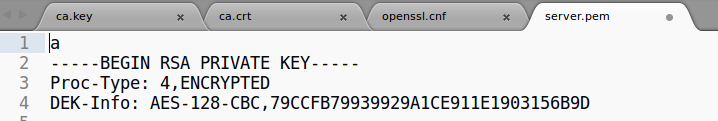 ca.key × ca.crt × openssl.cnf × server.pem
1 a
2 -----BEGIN RSA PRIVATE KEY-----
3 Proc-Type: 4,ENCRYPTED
4 DEK-Info: AES-128-CBC,79CCFB79939929A1CE911E1903156B9D